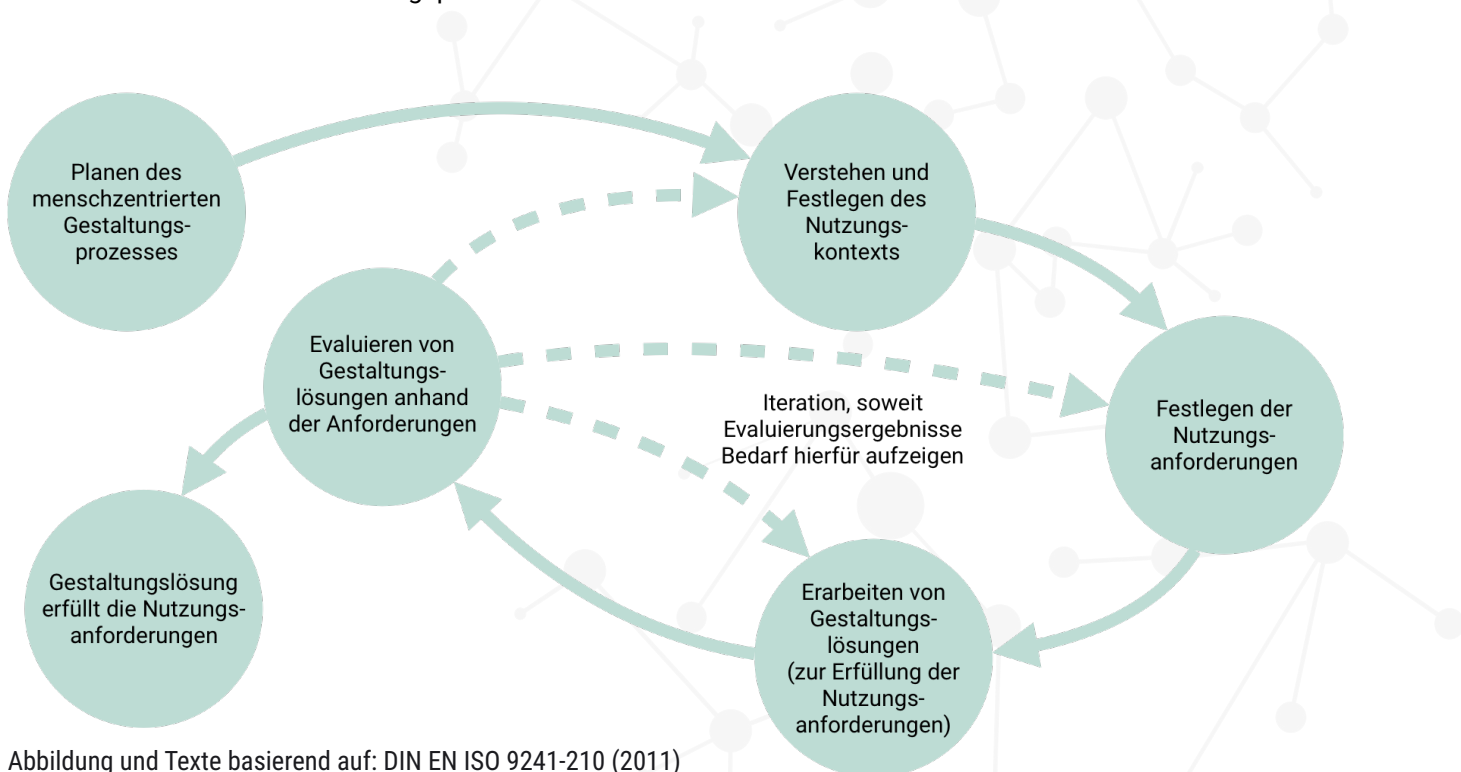 Planen des
menschzentrierten
Gestaltungs-
prozesses
Verstehen und
Festlegen des
Nutzungs-
kontexts
Evaluieren von
Gestaltungs-
lösungen anhand
der Anforderungen
Iteration, soweit
Evaluierungsergebnisse
Bedarf hierfür aufzeigen
Festlegen der
Nutzungs-
anforderungen
Gestaltungslösung
erfüllt die Nutzungs-
anforderungen
Erarbeiten von
Gestaltungs-
lösungen
(zur Erfüllung der
Nutzungs-
anforderungen)
Abbildung und Texte basierend auf: DIN EN ISO 9241-210 (2011)